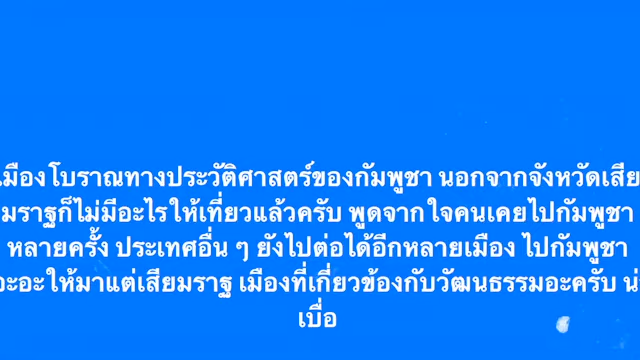 เมืองโบราณทางประวัติศาสตร์ของกัมพูชา นอกจากจังหวัดเสีย
มราฐก็ไม่มีอะไรให้เที่ยวแล้วครับ พูดจากใจคนเคยไปกัมพูชา
หลายครั้ง ประเทศอื่น ๆ ยังไปต่อได้อีกหลายเมือง ไปกัมพูชา
อะให้มาแต่เสียมราฐ เมืองที่เกี่ยวข้องกับวัฒนธรรมอะครับ
เบื่อ